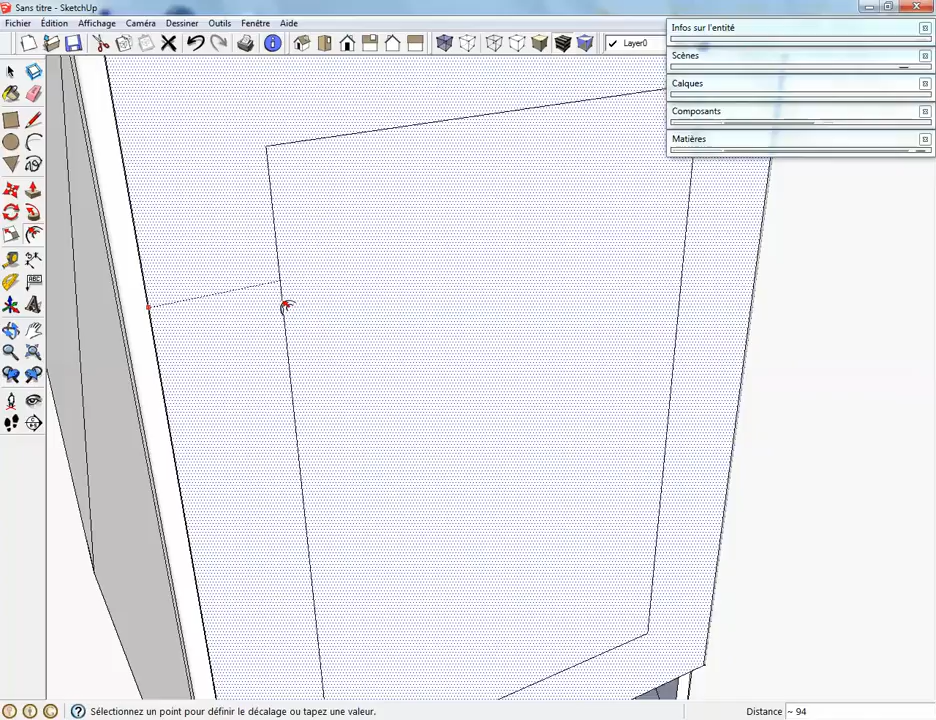 Sans titre - SketchUp
Fichier Édition Affichage Caméra Dessiner Outils Fenêtre Aide
Layer0
Infos sur l'entité
Scènes
Calques
Composants
Matières
Sélectionnez un point pour définir le décalage ou tapez une valeur.
Distance ~ 94